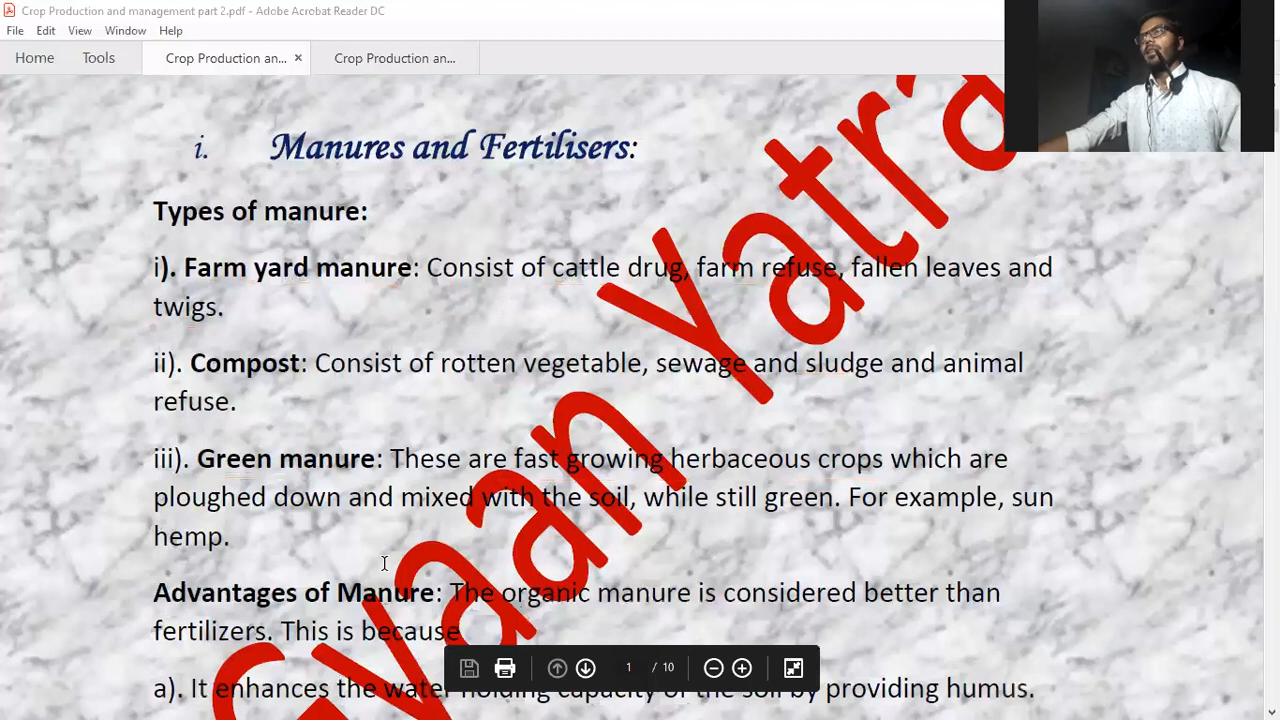 Crop Production and management part 2.pdf - Adobe Acrobat Reader DC
File Edit View Window Help
Home Tools Crop Production an... × Crop Production an...
i. Manures and Fertilisers:
Types of manure:
i). Farm yard manure: Consist of cattle drug, farm refuse, fallen leaves and
twigs.
ii). Compost: Consist of rotten vegetable, sewage and sludge and animal
refuse.
iii). Green manure: These are fast growing herbaceous crops which are
ploughed down and mixed with the soil, while still green. For example, sun
hemp.
Advantages of Manure: The organic manure is considered better than
fertilizers. This is because
1 / 10
a). It enhances the water holding capacity of the soil by providing humus.
Gyaan Yatra